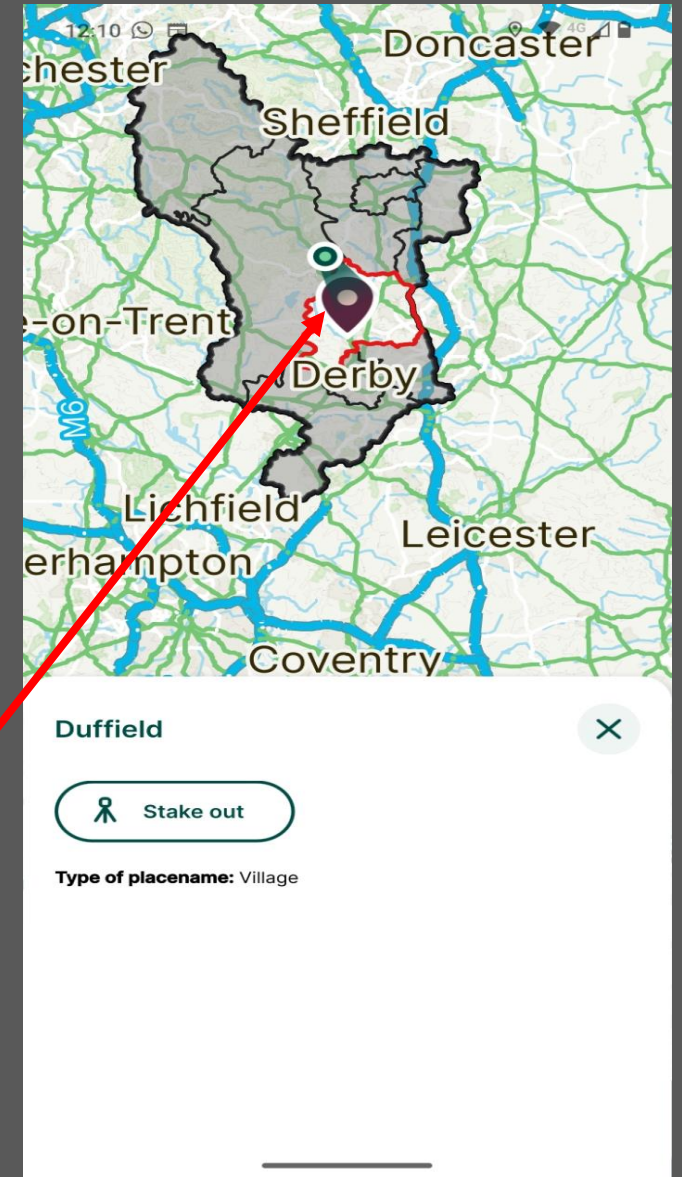 12:10
4G
Doncaster
chester
Sheffield
-on-Trent
Derby
M6
Lichfield
Leicester
erhampton
Coventry
Duffield
Stake out
Type of placename: Village